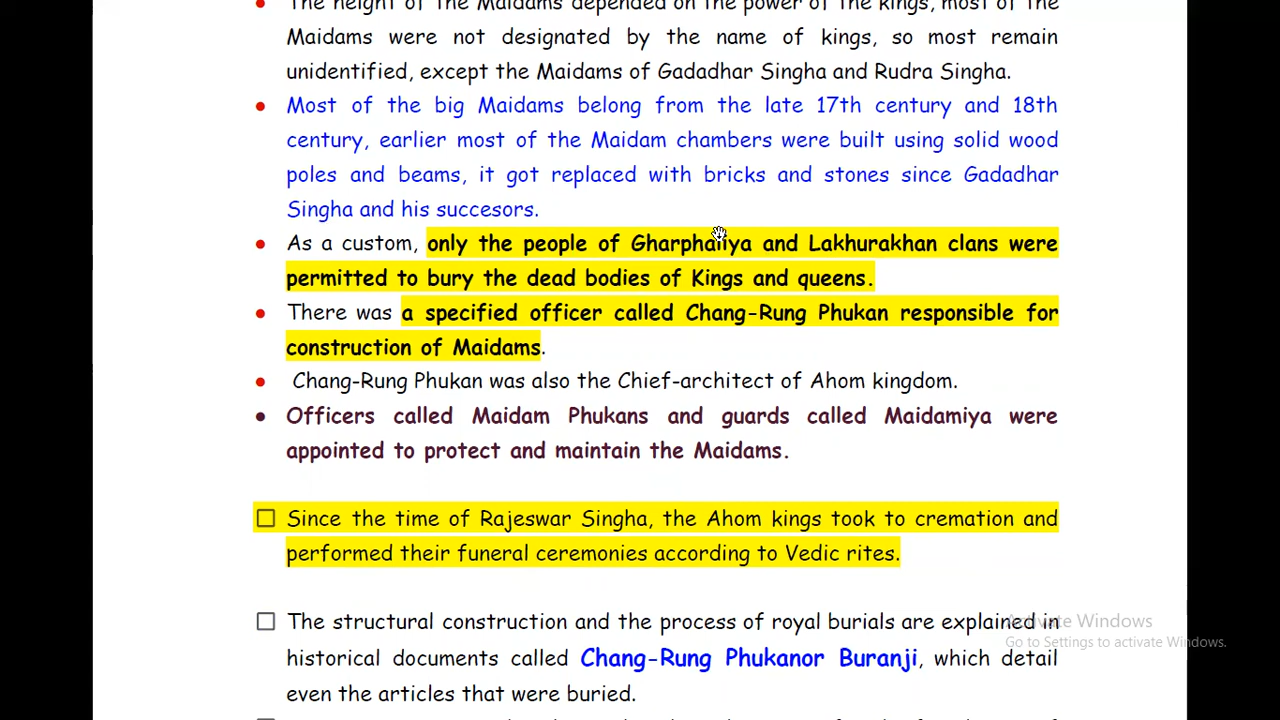 The height of the Maidams depended on the power of the kings, most of the
Maidams were not designated by the name of kings, so most remain
unidentified, except the Maidams of Gadadhar Singha and Rudra Singha.
Most of the big Maidams belong from the late 17th century and 18th
century, earlier most of the Maidam chambers were built using solid wood
poles and beams, it got replaced with bricks and stones since Gadadhar
Singha and his succesors.
As a custom, only the people of Gharphaliya and Lakhurakhan clans were
permitted to bury the dead bodies of Kings and queens.
There was a specified officer called Chang-Rung Phukan responsible for
construction of Maidams.
Chang-Rung Phukan was also the Chief-architect of Ahom kingdom.
Officers called Maidam Phukans and guards called Maidamiya were
appointed to protect and maintain the Maidams.
Since the time of Rajeswar Singha, the Ahom kings took to cremation and
performed their funeral ceremonies according to Vedic rites.
The structural construction and the process of royal burials are explained in
historical documents called Chang-Rung Phukanor Buranji, which detail
even the articles that were buried.
Activate Windows
Go to Settings to activate Windows.